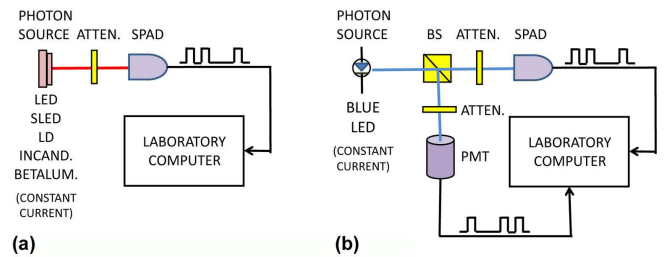 PHOTON
SOURCE ATTEN. SPAD
LED
SLED
LD
INCAND.
BETALUM.
(CONSTANT
CURRENT)
LABORATORY
COMPUTER
(a)
PHOTON
SOURCE BS ATTEN. SPAD
BLUE
LED
(CONSTANT
CURRENT)
ATTEN.
PMT
LABORATORY
COMPUTER
(b)